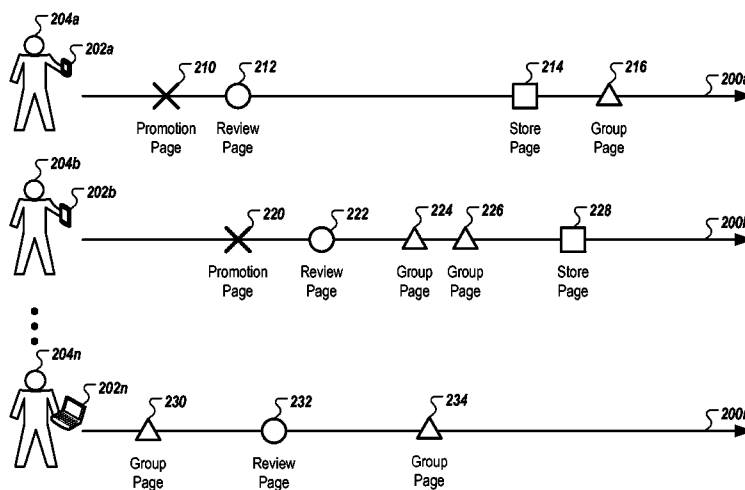 204a
202a
210
212
214
216
200a
Promotion
Page
Review
Page
Store
Page
Group
Page
204b
202b
220
222
224
226
228
Promotion
Page
Review
Page
Group
Page
Group
Page
Store
Page
204n
202n
230
232
234
Group
Page
Review
Page
Group
Page